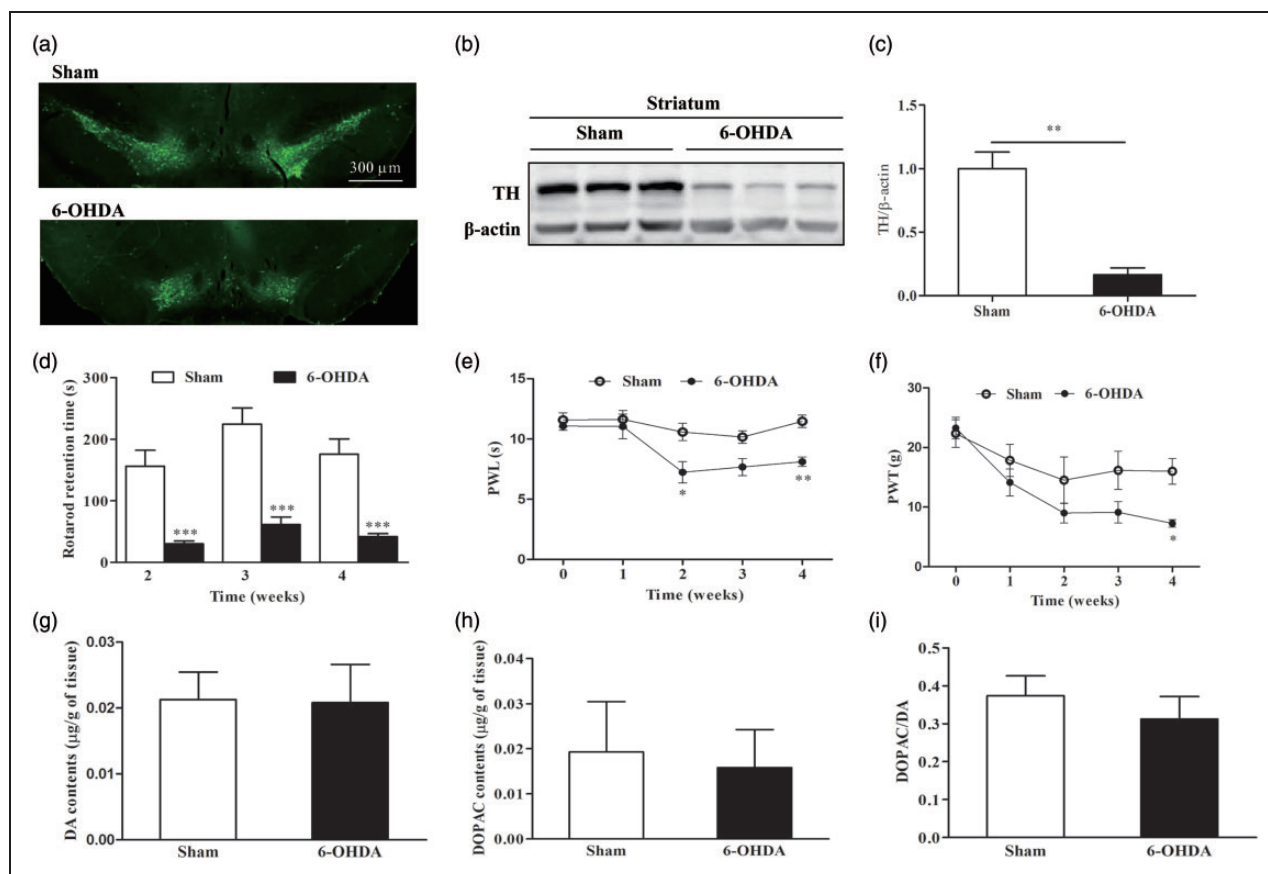 (a)
Sham
300 µm
6-OHDA
(b)
Striatum
Sham 6-OHDA
TH
β-actin
(c)
TH/β-actin
1.5
1.0
0.5
0.0
**
Sham 6-OHDA
(d)
Sham 6-OHDA
Rotarod retention time (s)
300
200
100
0
*** *** ***
2 3 4
Time (weeks)
(e)
Sham 6-OHDA
PWL (s)
15
10
5
0
* **
0 1 2 3 4
Time (weeks)
(f)
Sham 6-OHDA
PWT (g)
30
20
10
0
*
0 1 2 3 4
Time (weeks)
(g)
DA contents (µg/g of tissue)
0.03
0.02
0.01
0.00
Sham 6-OHDA
(h)
DOPAC contents (µg/g of tissue)
0.04
0.03
0.02
0.01
0.00
Sham 6-OHDA
(i)
DOPAC/DA
0.5
0.4
0.3
0.2
0.1
0.0
Sham 6-OHDA